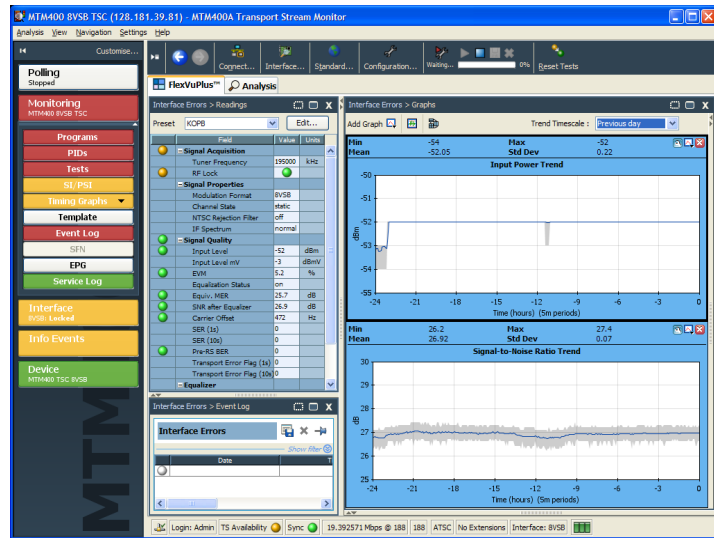 MTM400 8VSB TSC (128.181.39.81) - MTM400A Transport Stream Monitor
Analysis View Navigation Settings Help
Customise...
Connect... Interface... Standard... Configuration... Waiting... 0% Reset Tests
Polling
Stopped
Monitoring
MTM400 8VSB TSC
Programs
PIDs
Tests
SI/PSI
Timing Graphs
Template
Event Log
SFN
EPG
Service Log
Interface
8VSB: Locked
Info Events
Device
MTM400 TSC 8VSB
MTM
FlexVuPlus™ Analysis
Interface Errors > Readings
Preset KOPB Edit...
Field Value Units
Signal Acquisition
Tuner Frequency 195000 kHz
RF Lock
Signal Properties
Modulation Format 8VSB
Channel State static
NTSC Rejection Filter off
IF Spectrum normal
Signal Quality
Input Level -52 dBm
Input Level mV -3 dBmV
EVM 5.2 %
Equalization Status on
Equiv. MER 25.7 dB
SNR after Equalizer 26.9 dB
Carrier Offset 472 Hz
SER (1s) 0
SER (10s) 0
Pre-RS BER 0
Transport Error Flag (1s) 0
Transport Error Flag (10s) 0
Equalizer
Interface Errors > Event Log
Interface Errors
Show filter
Date T
Interface Errors > Graphs
Add Graph Trend Timescale : Previous day
Min -54 Max -52
Mean -52.05 Std Dev 0.22
Input Power Trend
-50
-51
-52
-53
-54
-55
dBm
-24 -21 -18 -15 -12 -9 -6 -3 0
Time (hours) (5m periods)
Min 26.2 Max 27.4
Mean 26.92 Std Dev 0.07
Signal-to-Noise Ratio Trend
30
29
28
27
26
25
dB
-24 -21 -18 -15 -12 -9 -6 -3 0
Time (hours) (5m periods)
Login: Admin TS Availability Sync 19.392571 Mbps @ 188 188 ATSC No Extensions Interface: 8VSB